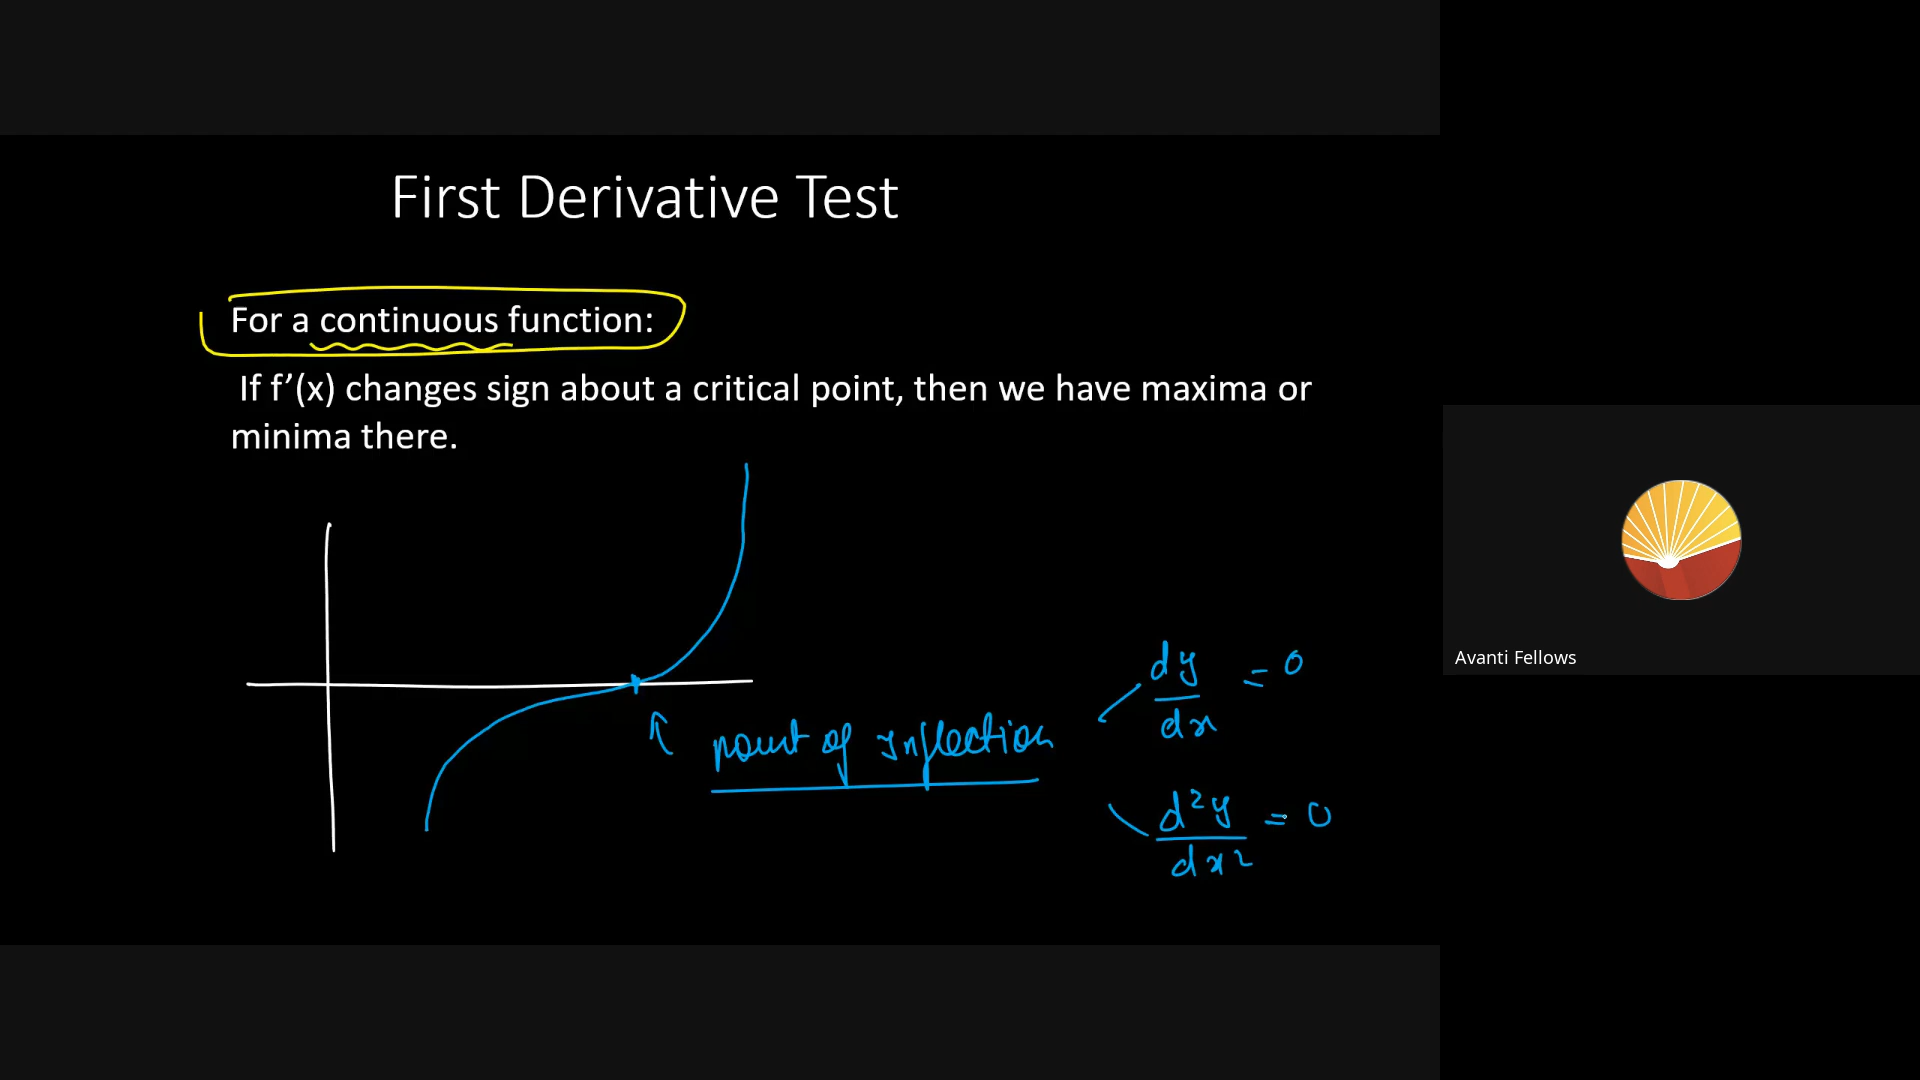 First Derivative Test
For a continuous function:
If f’(x) changes sign about a critical point, then we have maxima or
minima there.
dy/dx = 0
point of Inflection
d²y/dx² = 0
Avanti Fellows